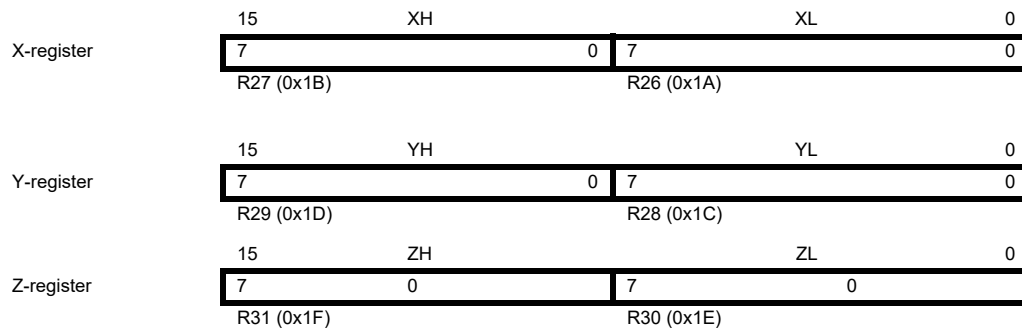 15 XH XL 0
X-register 7 0 7 0
R27 (0x1B) R26 (0x1A)
15 YH YL 0
Y-register 7 0 7 0
R29 (0x1D) R28 (0x1C)
15 ZH ZL 0
Z-register 7 0 7 0
R31 (0x1F) R30 (0x1E)